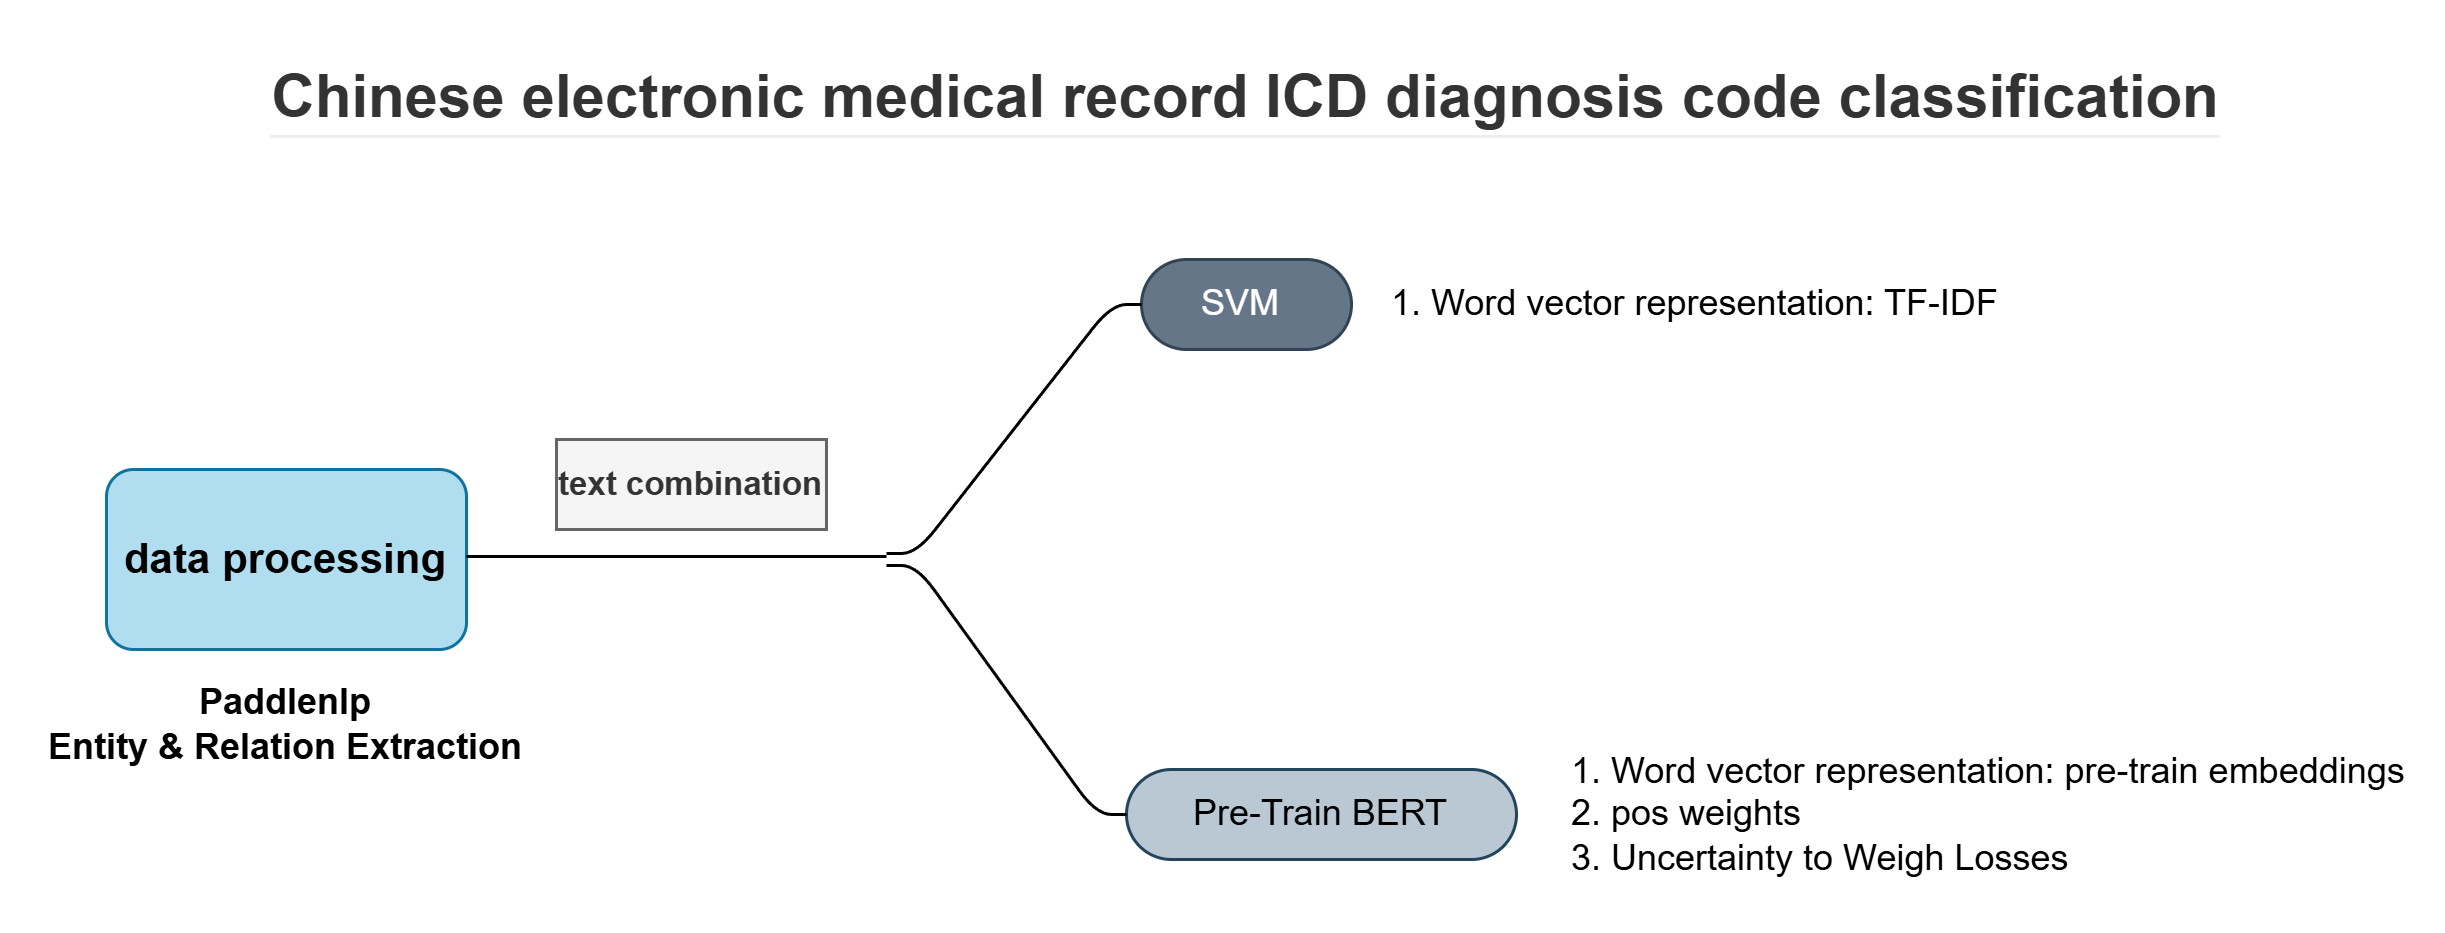 Chinese electronic medical record ICD diagnosis code classification
SVM
1. Word vector representation: TF-IDF
text combination
data processing
Paddlenlp
Entity & Relation Extraction
Pre-Train BERT
1. Word vector representation: pre-train embeddings
2. pos weights
3. Uncertainty to Weigh Losses